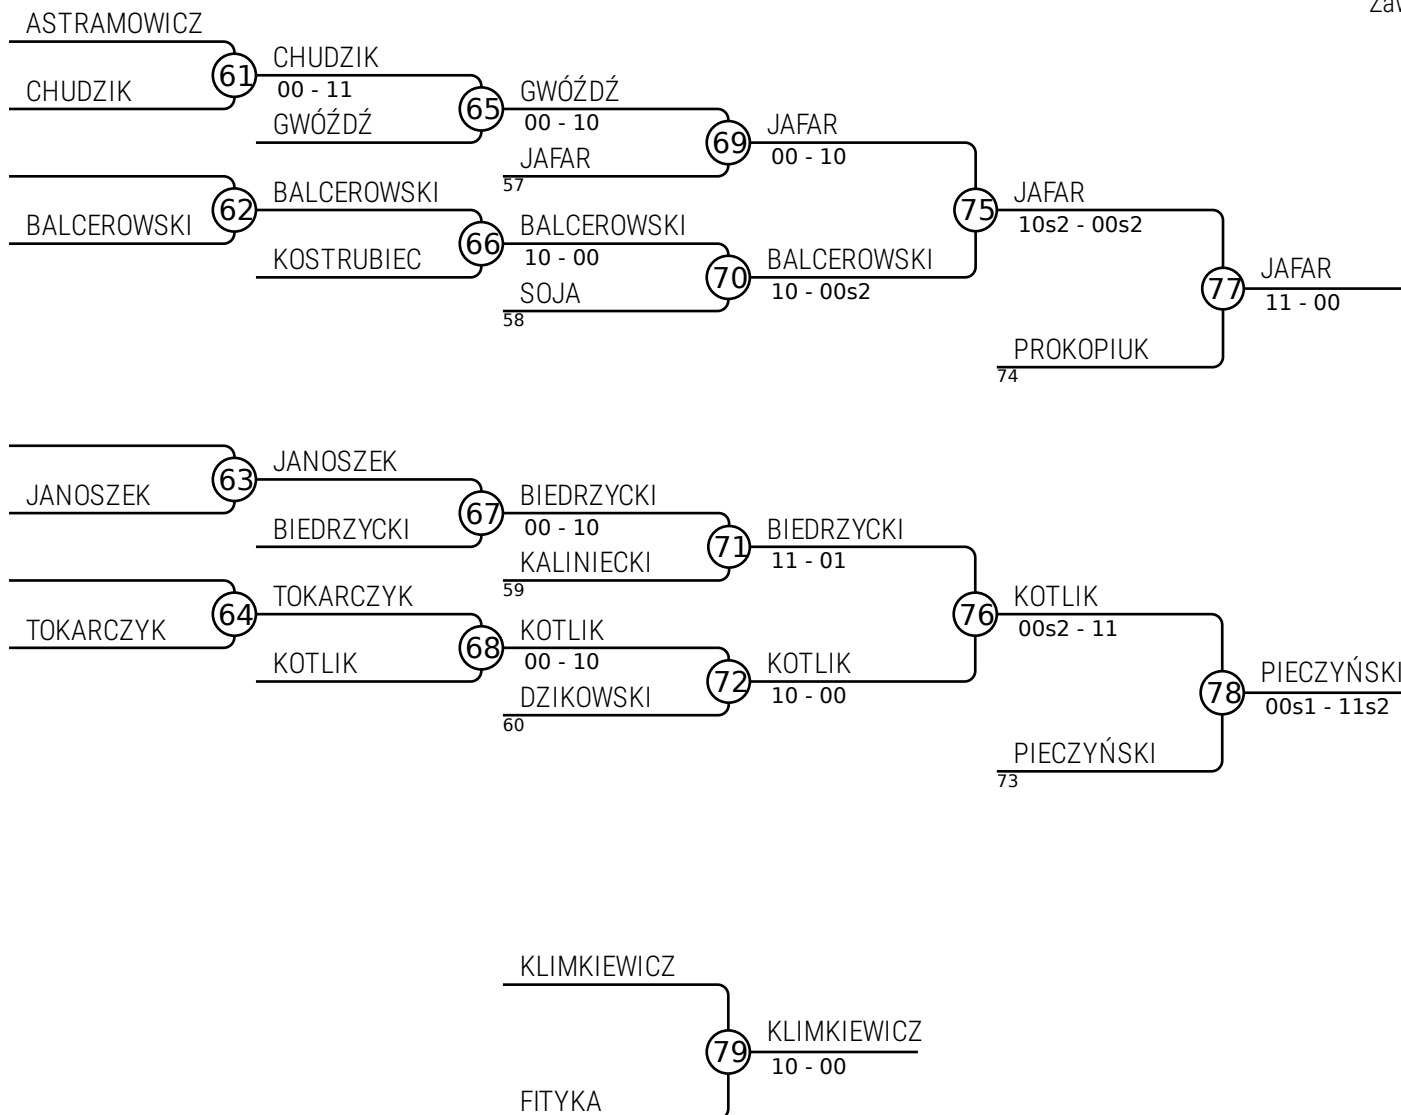 Zaw
ASTRAMOWICZ
61
CHUDZIK
00 - 11
CHUDZIK
65
GWÓŹDŹ
00 - 10
GWÓŹDŹ
69
JAFAR
00 - 10
JAFAR
57
BALCEROWSKI
62
BALCEROWSKI
66
BALCEROWSKI
10 - 00
KOSTRUBIEC
70
BALCEROWSKI
10 - 00s2
SOJA
58
75
JAFAR
10s2 - 00s2
77
JAFAR
11 - 00
PROKOPIUK
74
63
JANOSZEK
JANOSZEK
67
BIEDRZYCKI
00 - 10
BIEDRZYCKI
71
BIEDRZYCKI
11 - 01
KALINIECKI
59
64
TOKARCZYK
TOKARCZYK
68
KOTLIK
00 - 10
KOTLIK
72
KOTLIK
10 - 00
DZIKOWSKI
60
76
KOTLIK
00s2 - 11
78
PIECZYŃSKI
00s1 - 11s2
PIECZYŃSKI
73
KLIMKIEWICZ
79
KLIMKIEWICZ
10 - 00
FITYKA